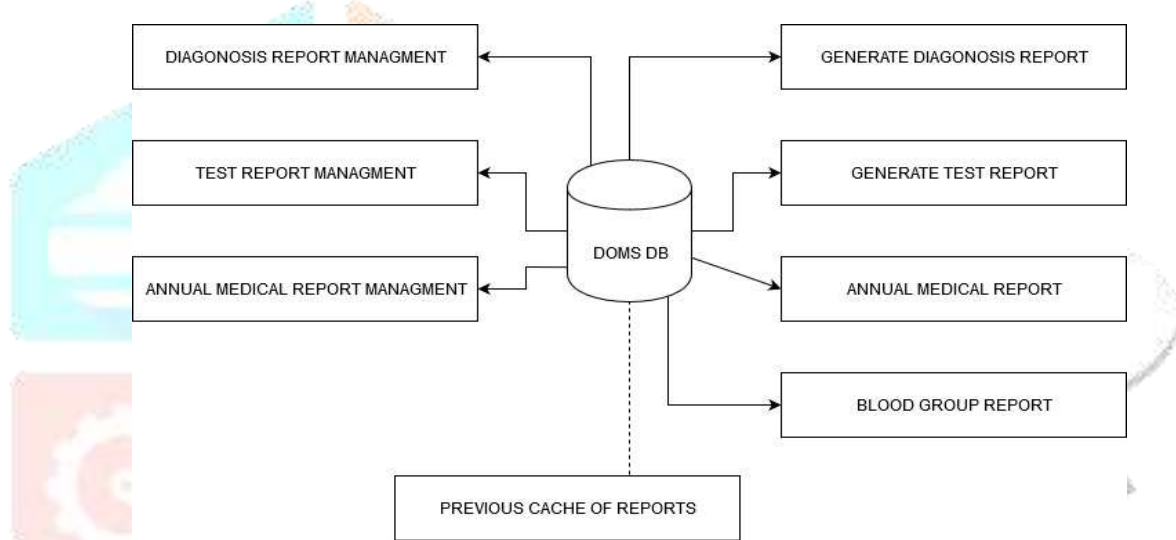 DIAGONOSIS REPORT MANAGMENT
GENERATE DIAGONOSIS REPORT
TEST REPORT MANAGMENT
GENERATE TEST REPORT
DOMS DB
ANNUAL MEDICAL REPORT MANAGMENT
ANNUAL MEDICAL REPORT
BLOOD GROUP REPORT
PREVIOUS CACHE OF REPORTS